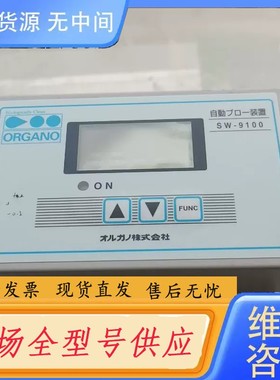 货源 无中间
ORGANO
自動ブロー装置
SW-9100
ON
FUNC
オルガノ株式会社
发票 现货直发 售后无忧
场全型号供应
维
咨